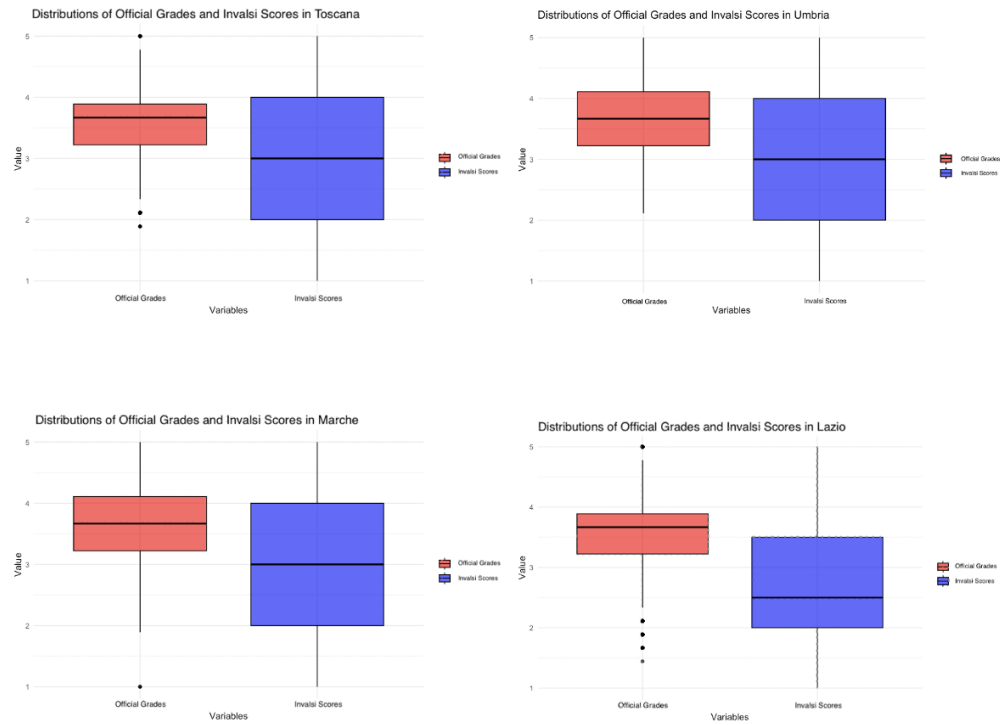 Distributions of Official Grades and Invalsi Scores in Toscana
5
4
3
2
1
Value
Official Grades
Invalsi Scores
Variables
Official Grades
Invalsi Scores
Distributions of Official Grades and Invalsi Scores in Umbria
5
4
3
2
1
Value
Official Grades
Invalsi Scores
Variables
Official Grades
Invalsi Scores
Distributions of Official Grades and Invalsi Scores in Marche
5
4
3
2
1
Value
Official Grades
Invalsi Scores
Variables
Official Grades
Invalsi Scores
Distributions of Official Grades and Invalsi Scores in Lazio
5
4
3
2
1
Value
Official Grades
Invalsi Scores
Variables
Official Grades
Invalsi Scores